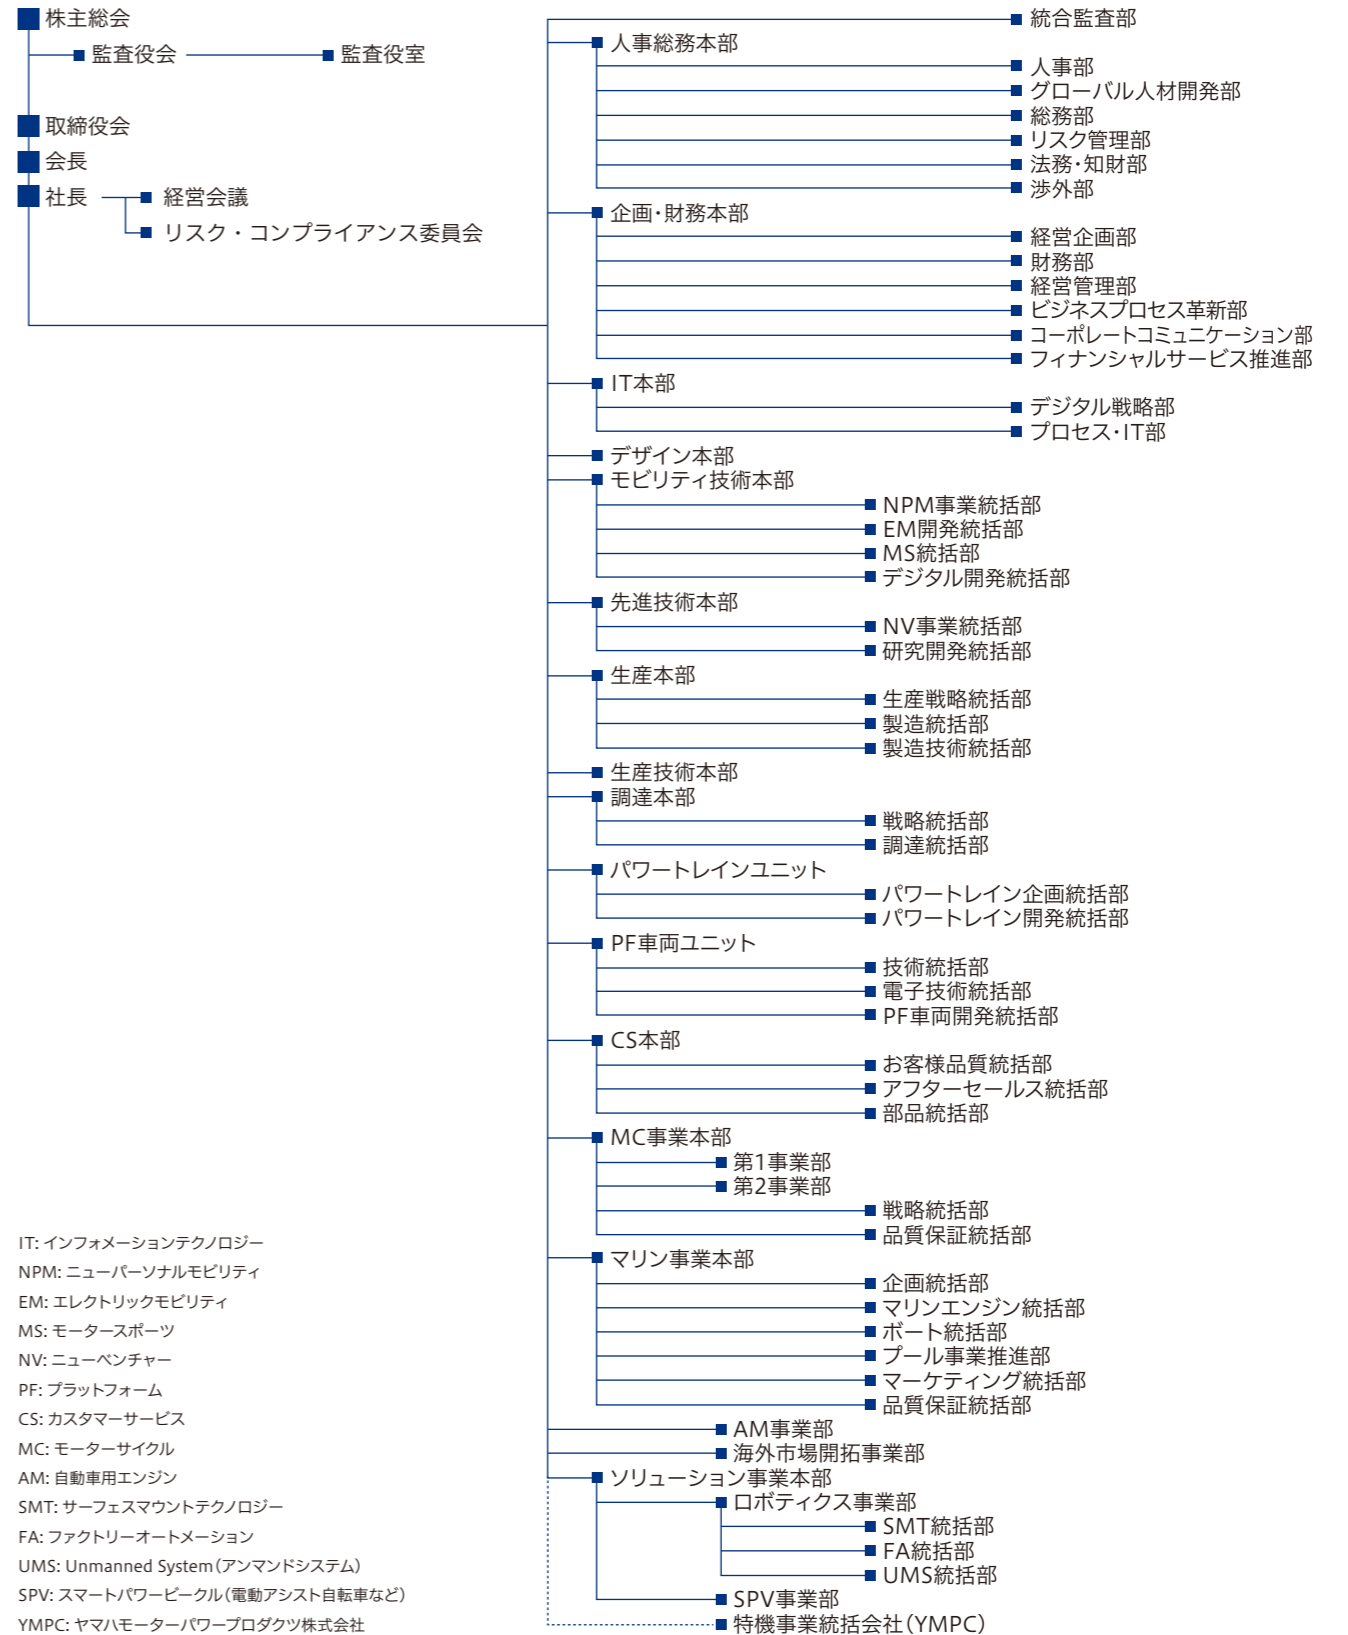 株主総会
監査役会
監査役室
取締役会
会長
社長
経営会議
リスク・コンプライアンス委員会
統合監査部
人事総務本部
人事部
グローバル人材開発部
総務部
リスク管理部
法務・知財部
渉外部
企画・財務本部
経営企画部
財務部
経営管理部
ビジネスプロセス革新部
コーポレートコミュニケーション部
フィナンシャルサービス推進部
IT本部
デジタル戦略部
プロセス・IT部
デザイン本部
モビリティ技術本部
NPM事業統括部
EM開発統括部
MS統括部
デジタル開発統括部
先進技術本部
NV事業統括部
研究開発統括部
生産本部
生産戦略統括部
製造統括部
製造技術統括部
生産技術本部
調達本部
戦略統括部
調達統括部
パワートレインユニット
パワートレイン企画統括部
パワートレイン開発統括部
PF車両ユニット
技術統括部
電子技術統括部
PF車両開発統括部
CS本部
お客様品質統括部
アフターセールス統括部
部品統括部
MC事業本部
第1事業部
第2事業部
戦略統括部
品質保証統括部
マリン事業本部
企画統括部
マリンエンジン統括部
ボート統括部
プール事業推進部
マーケティング統括部
品質保証統括部
AM事業部
海外市場開拓事業部
ソリューション事業本部
ロボティクス事業部
SMT統括部
FA統括部
UMS統括部
SPV事業部
特機事業統括会社(YMPC)
IT: インフォメーションテクノロジー
NPM: ニューパーソナルモビリティ
EM: エレクトリックモビリティ
MS: モータースポーツ
NV: ニューベンチャー
PF: プラットフォーム
CS: カスタマーサービス
MC: モーターサイクル
AM: 自動車用エンジン
SMT: サーフェスマウントテクノロジー
FA: ファクトリーオートメーション
UMS: Unmanned System(アンマンドシステム)
SPV: スマートパワービークル(電動アシスト自転車など)
YMPC: ヤマハモーターパワープロダクツ株式会社